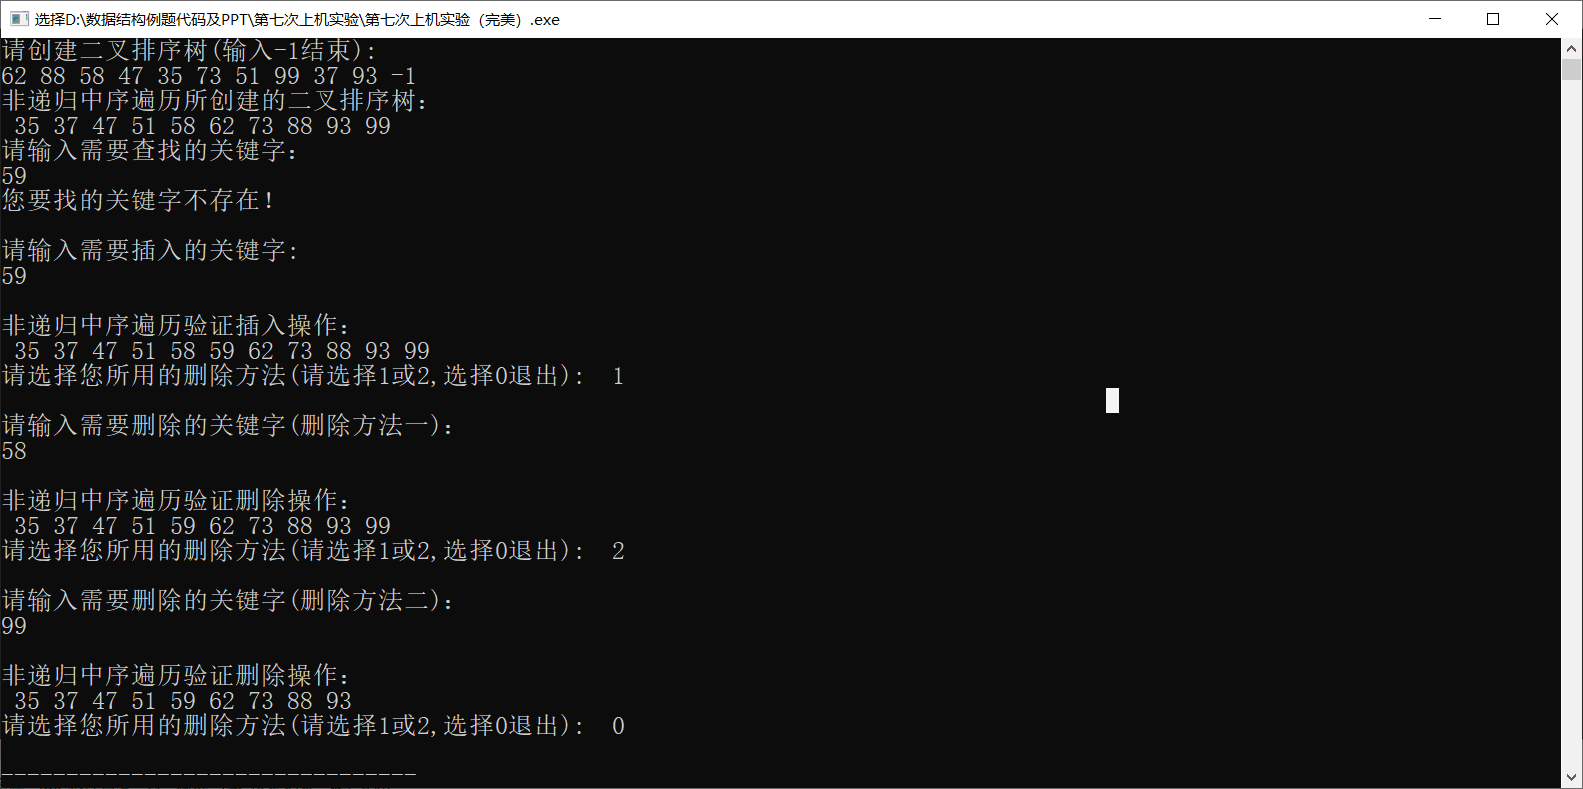 选择D:\数据结构例题代码及PPT\第七次上机实验\第七次上机实验（完美）.exe
请创建二叉排序树(输入-1结束):
62 88 58 47 35 73 51 99 37 93 -1
非递归中序遍历所创建的二叉排序树：
35 37 47 51 58 62 73 88 93 99
请输入需要查找的关键字：
59
您要找的关键字不存在！
请输入需要插入的关键字：
59
非递归中序遍历验证插入操作：
35 37 47 51 58 59 62 73 88 93 99
请选择您所用的删除方法(请选择1或2,选择0退出):  1
请输入需要删除的关键字(删除方法一)：
58
非递归中序遍历验证删除操作：
35 37 47 51 59 62 73 88 93 99
请选择您所用的删除方法(请选择1或2,选择0退出):  2
请输入需要删除的关键字(删除方法二)：
99
非递归中序遍历验证删除操作：
35 37 47 51 59 62 73 88 93
请选择您所用的删除方法(请选择1或2,选择0退出):  0
--------------------------------